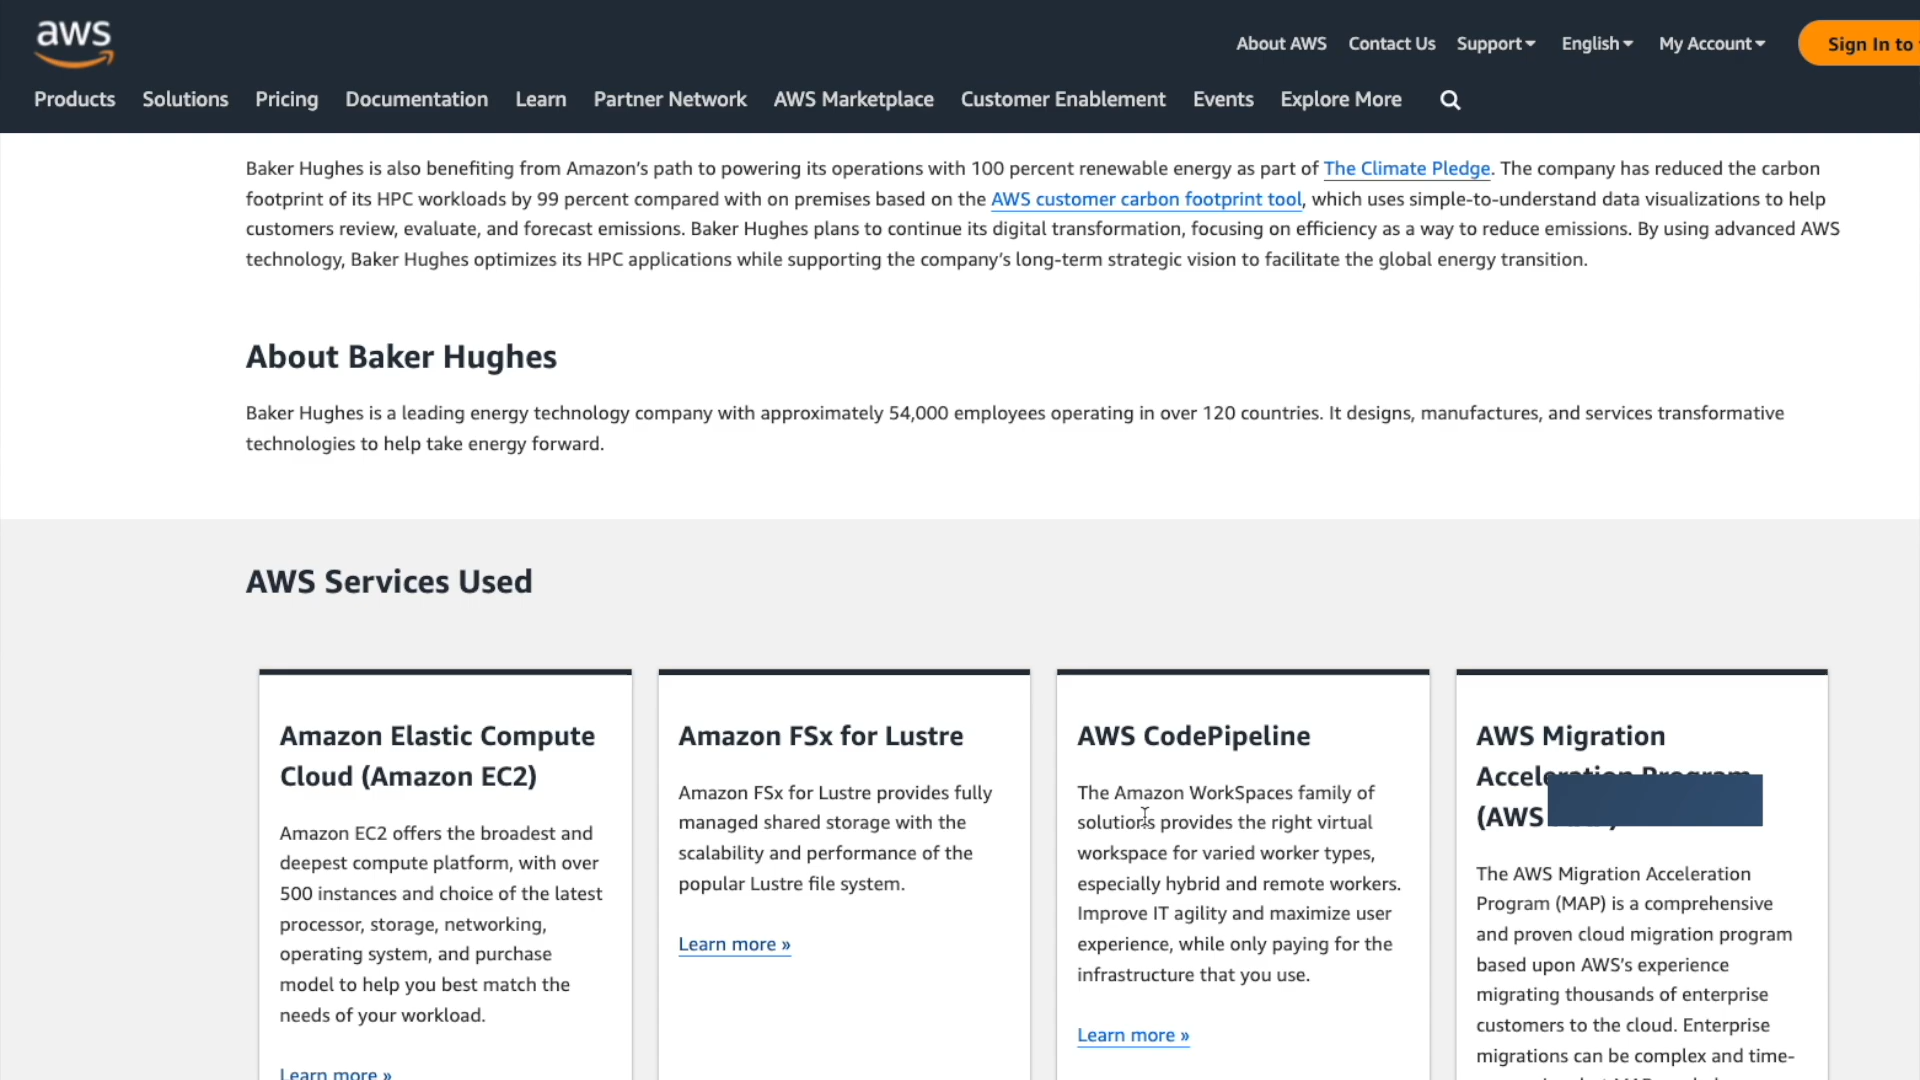 aws
About AWS Contact Us Support English My Account Sign In to
Products Solutions Pricing Documentation Learn Partner Network AWS Marketplace Customer Enablement Events Explore More
Baker Hughes is also benefiting from Amazon’s path to powering its operations with 100 percent renewable energy as part of The Climate Pledge. The company has reduced the carbon
footprint of its HPC workloads by 99 percent compared with on premises based on the AWS customer carbon footprint tool, which uses simple-to-understand data visualizations to help
customers review, evaluate, and forecast emissions. Baker Hughes plans to continue its digital transformation, focusing on efficiency as a way to reduce emissions. By using advanced AWS
technology, Baker Hughes optimizes its HPC applications while supporting the company’s long-term strategic vision to facilitate the global energy transition.
About Baker Hughes
Baker Hughes is a leading energy technology company with approximately 54,000 employees operating in over 120 countries. It designs, manufactures, and services transformative
technologies to help take energy forward.
AWS Services Used
Amazon Elastic Compute
Cloud (Amazon EC2)
Amazon EC2 offers the broadest and
deepest compute platform, with over
500 instances and choice of the latest
processor, storage, networking,
operating system, and purchase
model to help you best match the
needs of your workload.
Learn more »
Amazon FSx for Lustre
Amazon FSx for Lustre provides fully
managed shared storage with the
scalability and performance of the
popular Lustre file system.
Learn more »
AWS CodePipeline
The Amazon WorkSpaces family of
solutions provides the right virtual
workspace for varied worker types,
especially hybrid and remote workers.
Improve IT agility and maximize user
experience, while only paying for the
infrastructure that you use.
Learn more »
AWS Migration
Acceleration Program
(AWS
The AWS Migration Acceleration
Program (MAP) is a comprehensive
and proven cloud migration program
based upon AWS’s experience
migrating thousands of enterprise
customers to the cloud. Enterprise
migrations can be complex and time-